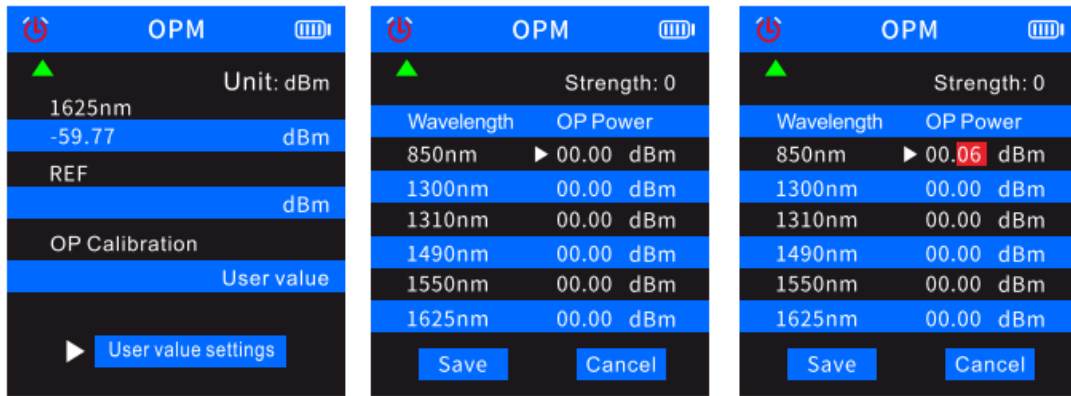 OPM
Unit: dBm
1625nm
-59.77 dBm
REF
dBm
OP Calibration
User value
User value settings
OPM
Strength: 0
Wavelength OP Power
850nm 00.00 dBm
1300nm 00.00 dBm
1310nm 00.00 dBm
1490nm 00.00 dBm
1550nm 00.00 dBm
1625nm 00.00 dBm
Save Cancel
OPM
Strength: 0
Wavelength OP Power
850nm 00.06 dBm
1300nm 00.00 dBm
1310nm 00.00 dBm
1490nm 00.00 dBm
1550nm 00.00 dBm
1625nm 00.00 dBm
Save Cancel